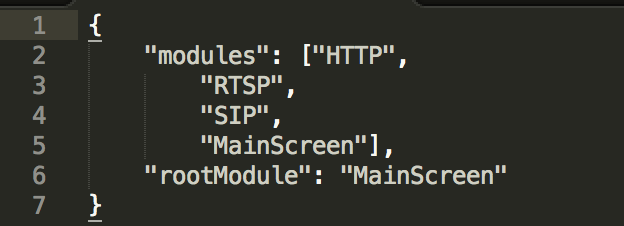 1 {
2     "modules": ["HTTP",
3         "RTSP",
4         "SIP",
5         "MainScreen"],
6     "rootModule": "MainScreen"
7 }